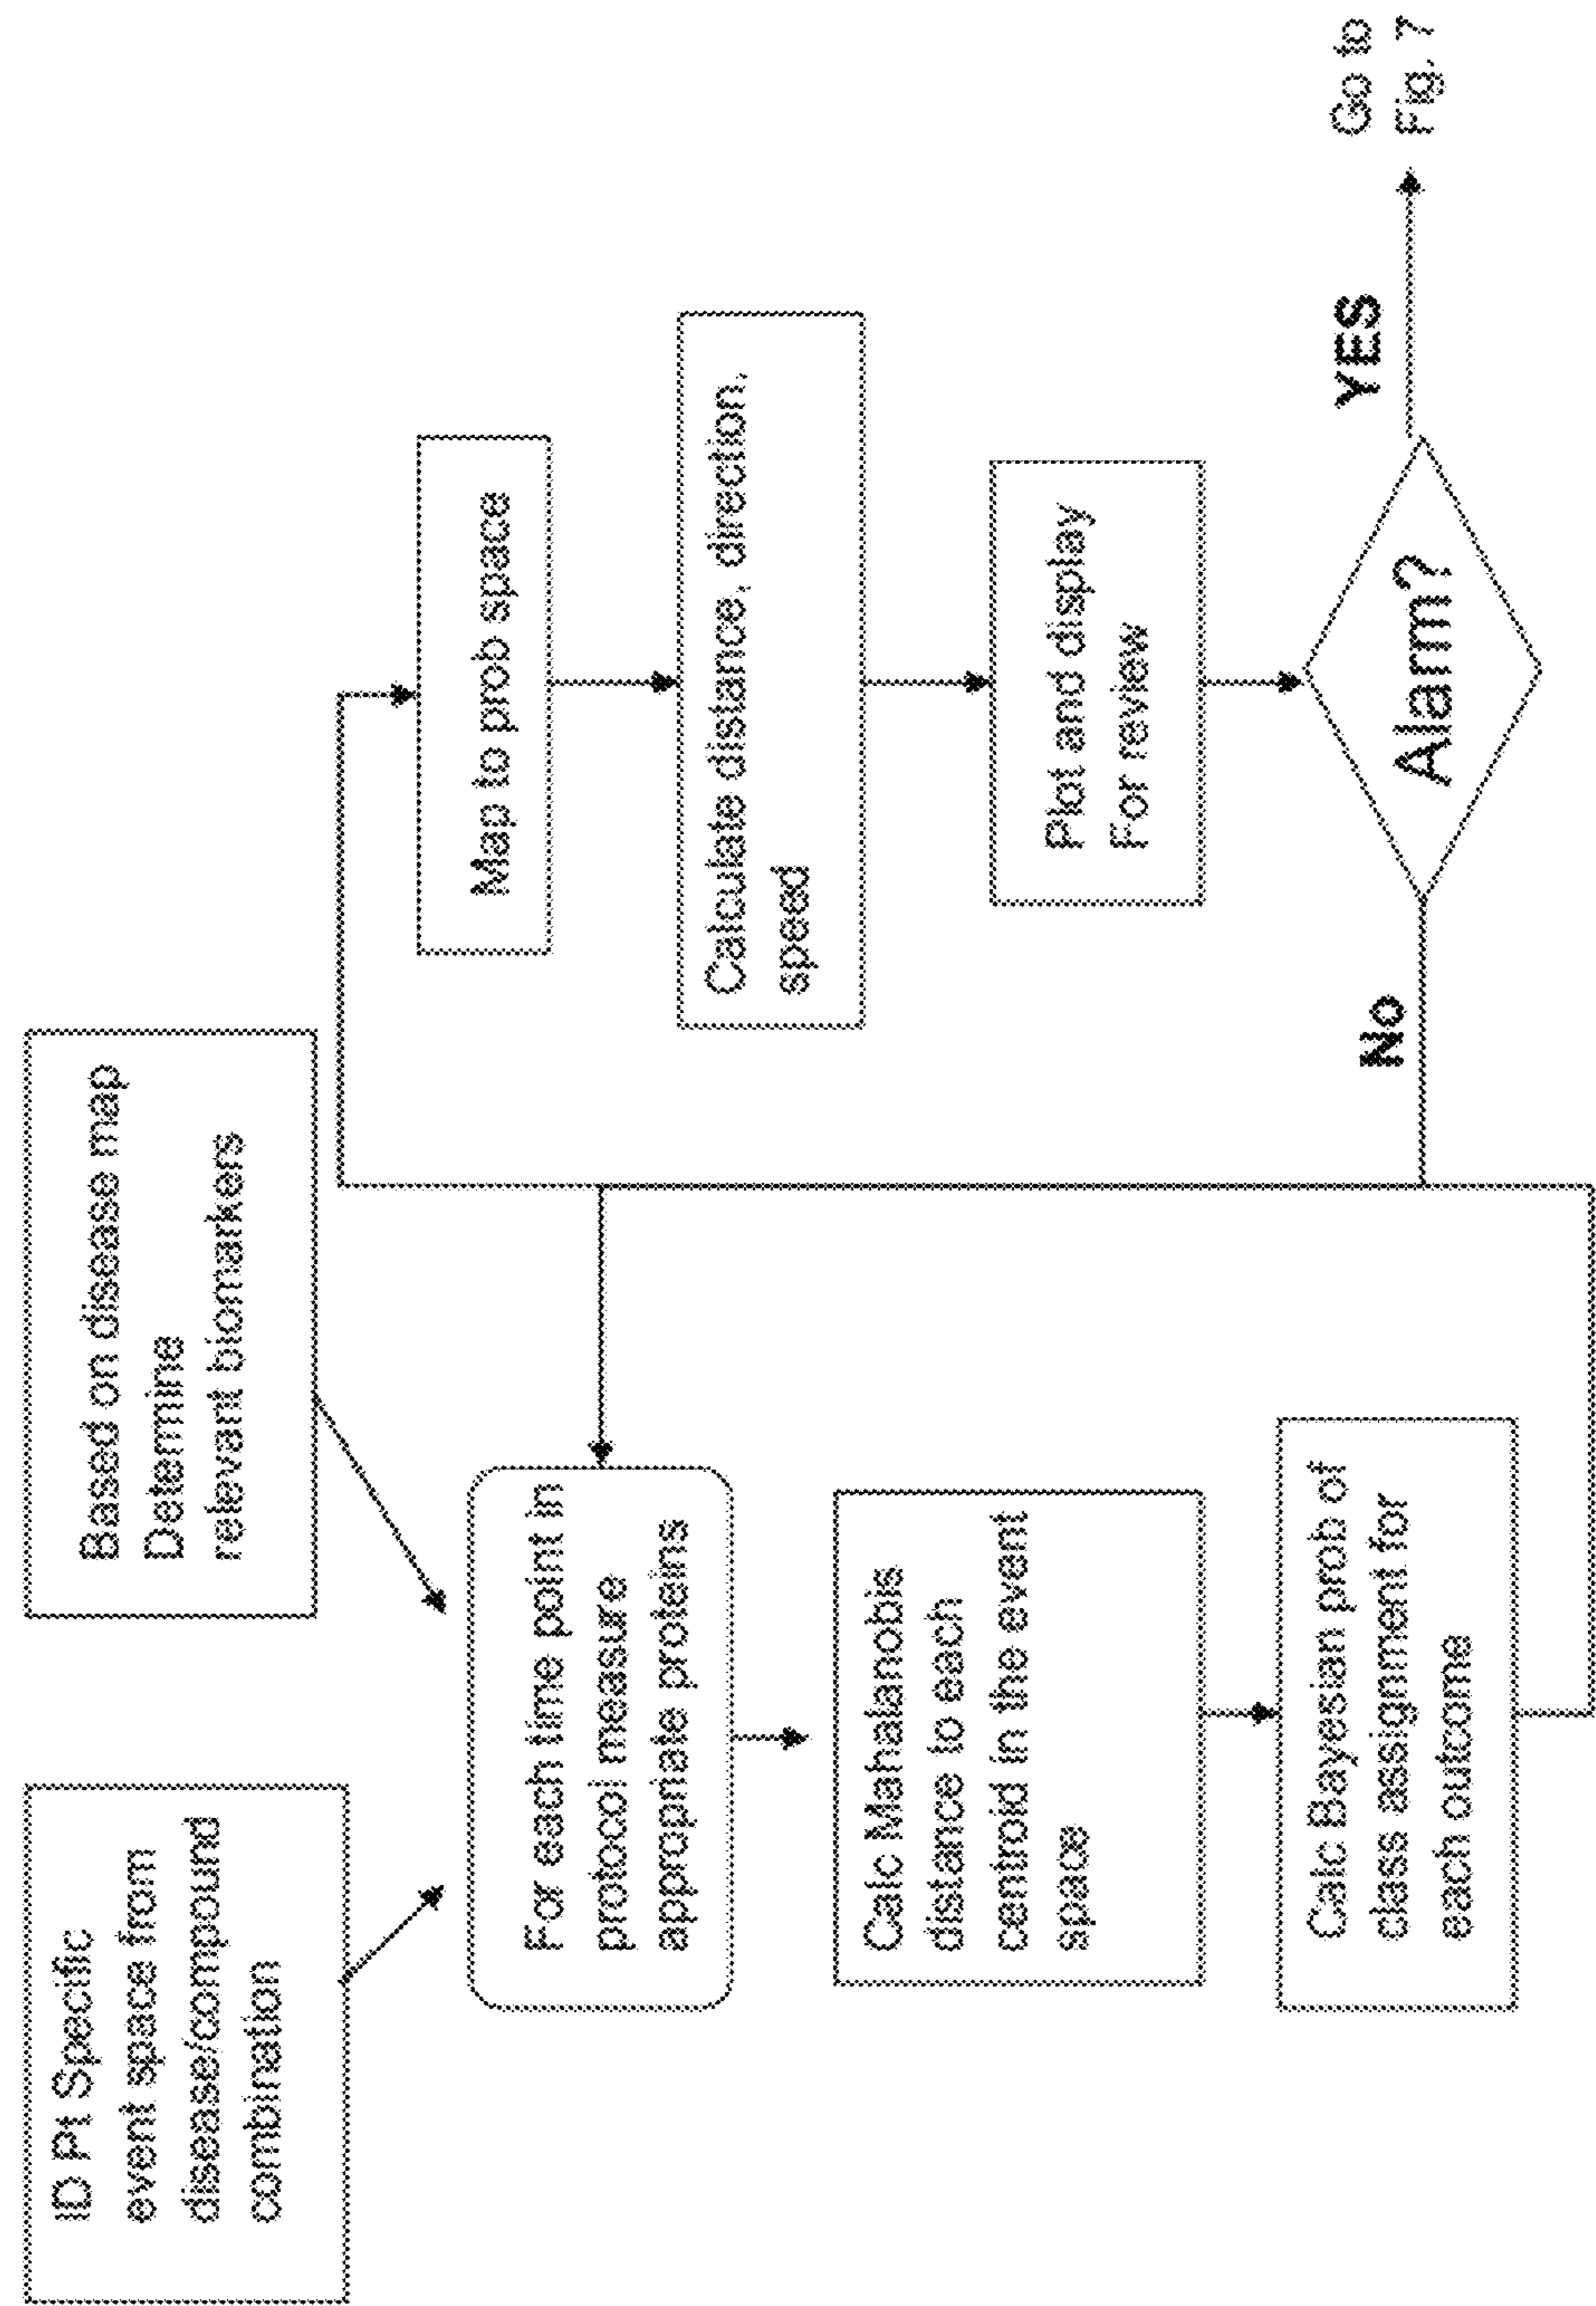 ID Pt Specific
event space from
disease/compound
combination
Based on disease map
Determine
relevant biomarkers
For each time point in
protocol measure
appropriate proteins
Calc Mahalanobis
distance to each
centroid in the event
space
Calc Bayesian prob of
class assignment for
each outcome
Map to prob space
Calculate distance, direction,
speed
Plot and display
For review
Alarm?
No
YES
Go to
Fig. 7